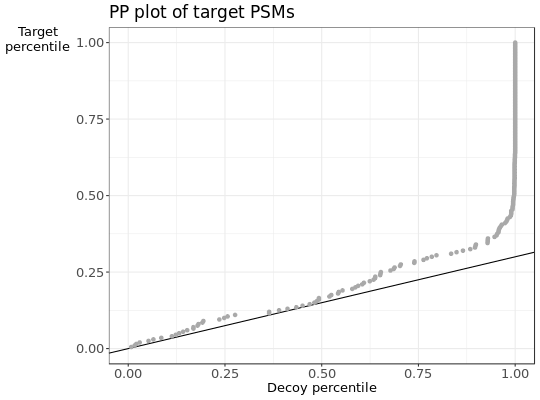 PP plot of target PSMs
Target
percentile
1.00
0.75
0.50
0.25
0.00
0.00 0.25 0.50 0.75 1.00
Decoy percentile